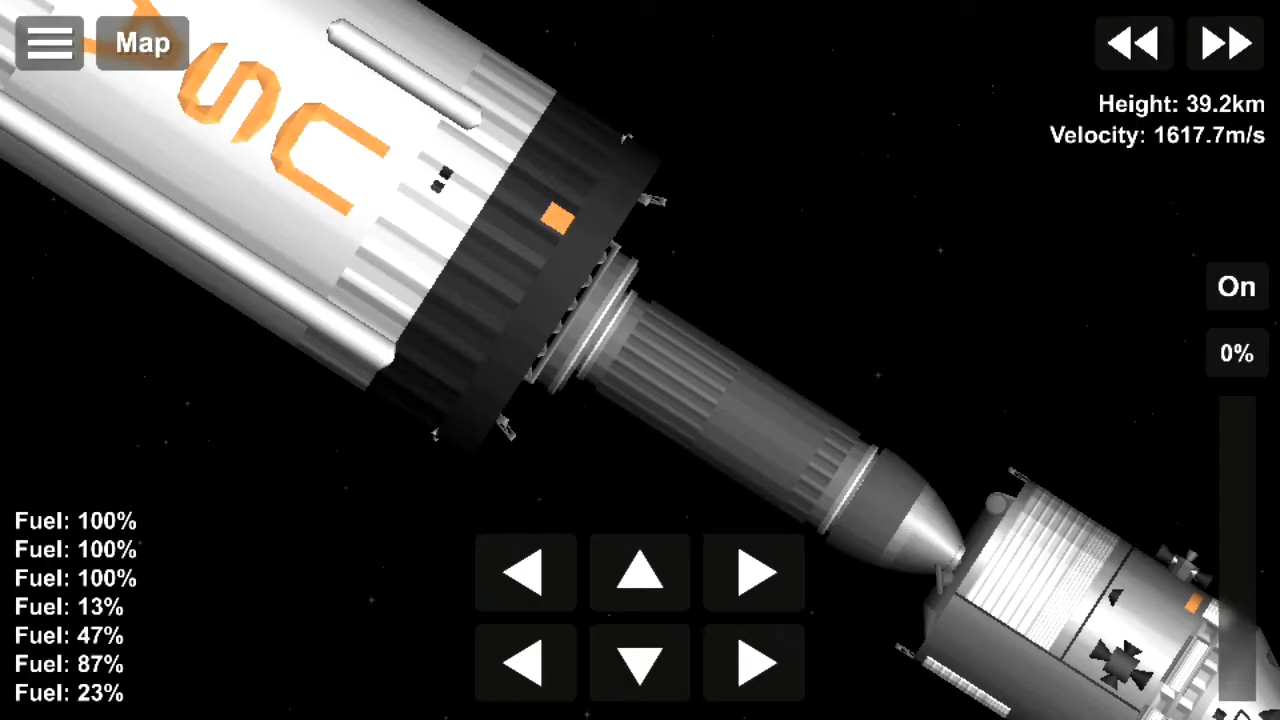 Map
SC
Height: 39.2km
Velocity: 1617.7m/s
On
0%
Fuel: 100%
Fuel: 100%
Fuel: 100%
Fuel: 13%
Fuel: 47%
Fuel: 87%
Fuel: 23%